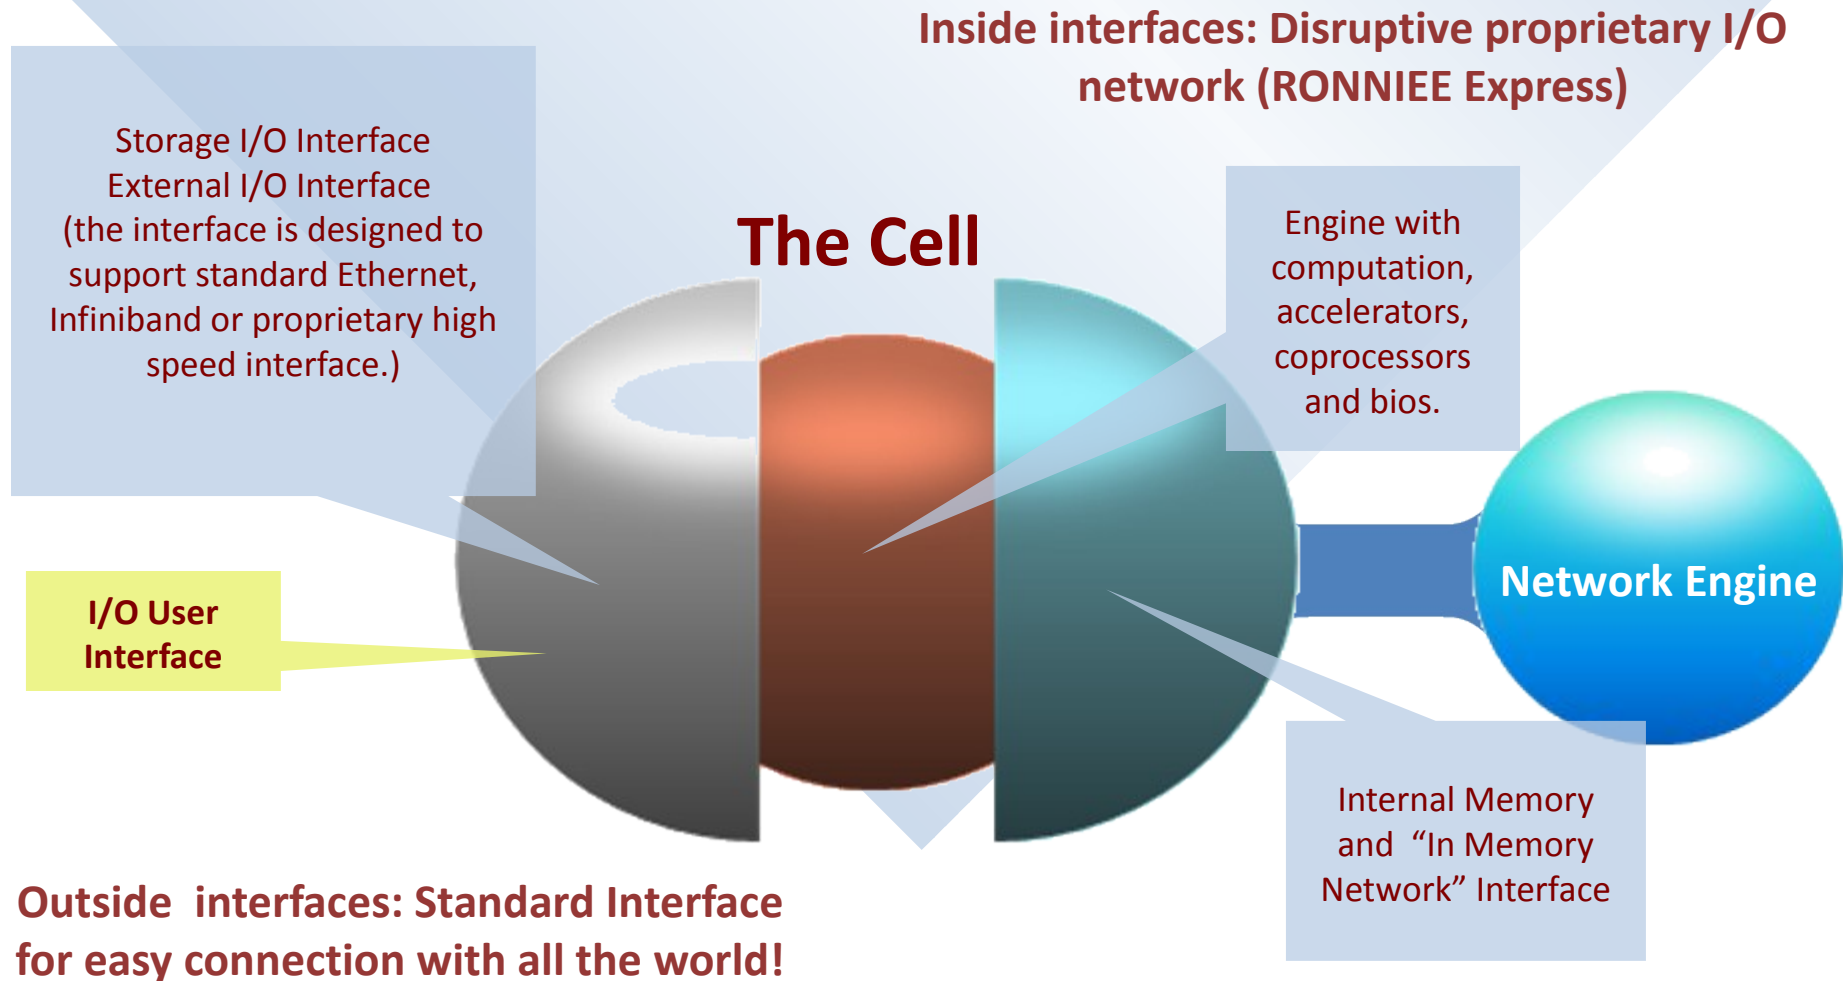 Inside interfaces: Disruptive proprietary I/O
network (RONNIEE Express)
Storage I/O Interface
External I/O Interface
(the interface is designed to
support standard Ethernet,
Infiniband or proprietary high
speed interface.)
The Cell
Engine with
computation,
accelerators,
coprocessors
and bios.
Network Engine
I/O User
Interface
Internal Memory
and “In Memory
Network” Interface
Outside interfaces: Standard Interface
for easy connection with all the world!